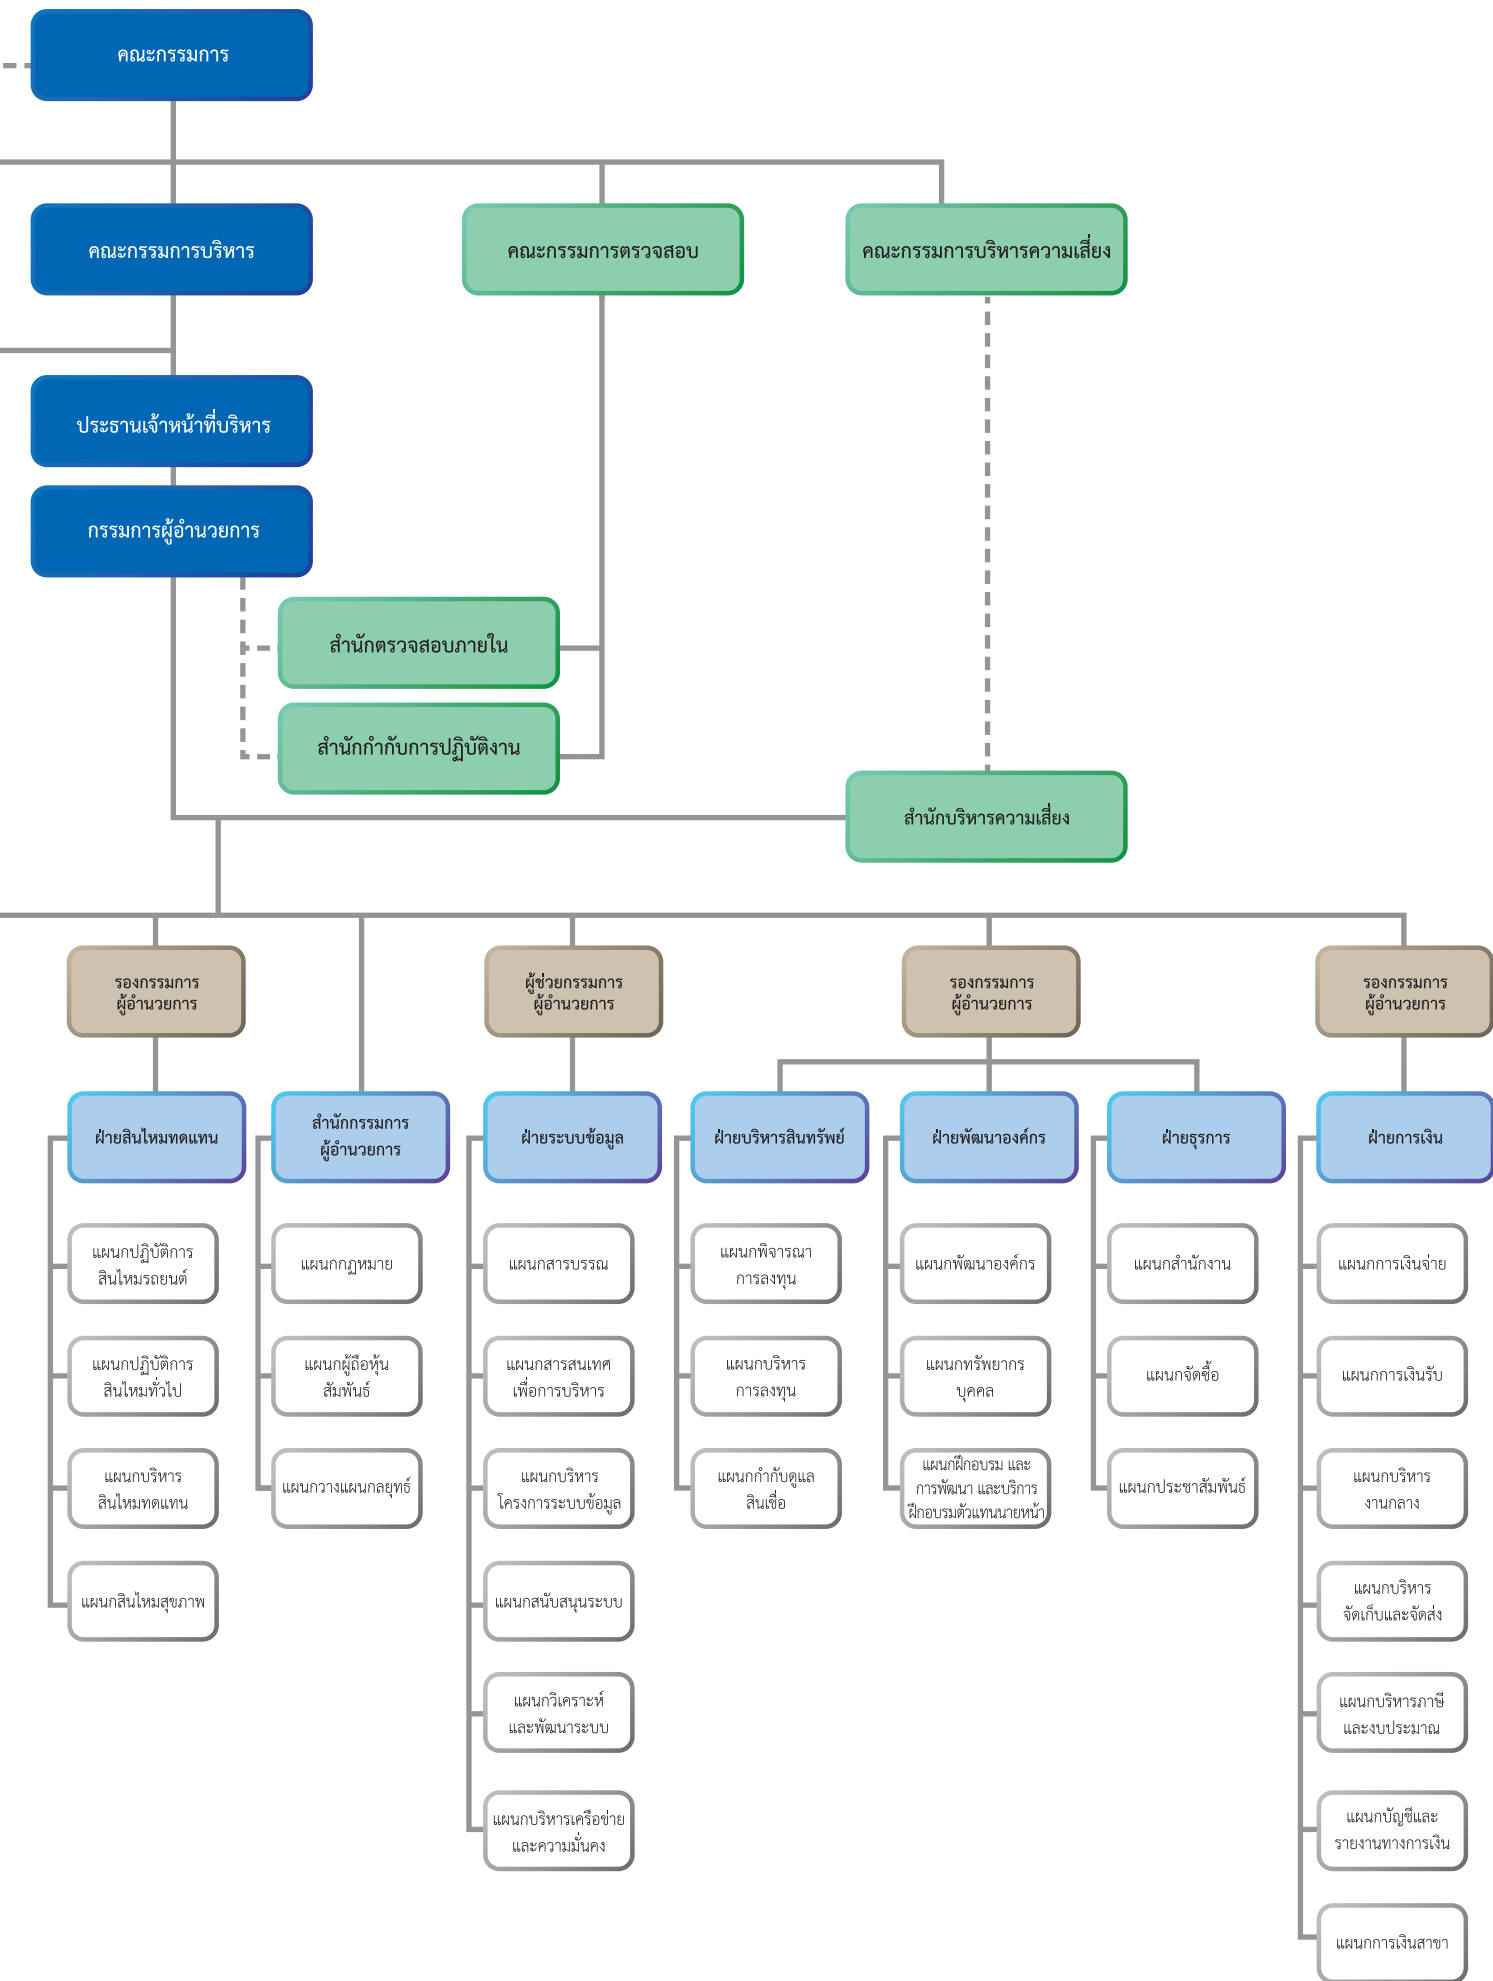 คณะกรรมการ
คณะกรรมการบริหาร
คณะกรรมการตรวจสอบ
คณะกรรมการบริหารความเสี่ยง
ประธานเจ้าหน้าที่บริหาร
กรรมการผู้อำนวยการ
สำนักตรวจสอบภายใน
สำนักกำกับการปฏิบัติงาน
สำนักบริหารความเสี่ยง
รองกรรมการ
ผู้อำนวยการ
ผู้ช่วยกรรมการ
ผู้อำนวยการ
รองกรรมการ
ผู้อำนวยการ
รองกรรมการ
ผู้อำนวยการ
ฝ่ายสินไหมทดแทน
สำนักกรรมการ
ผู้อำนวยการ
ฝ่ายระบบข้อมูล
ฝ่ายบริหารสินทรัพย์
ฝ่ายพัฒนาองค์กร
ฝ่ายธุรการ
ฝ่ายการเงิน
แผนกปฏิบัติการ
สินไหมรถยนต์
แผนกกฎหมาย
แผนกสารบรรณ
แผนกพิจารณา
การลงทุน
แผนกพัฒนาองค์กร
แผนกสำนักงาน
แผนกการเงินจ่าย
แผนกปฏิบัติการ
สินไหมทั่วไป
แผนกผู้ถือหุ้น
สัมพันธ์
แผนกสารสนเทศ
เพื่อการบริหาร
แผนกบริหาร
การลงทุน
แผนกทรัพยากร
บุคคล
แผนกจัดซื้อ
แผนกการเงินรับ
แผนกบริหาร
สินไหมทดแทน
แผนกวางแผนกลยุทธ์
แผนกบริหาร
โครงการระบบข้อมูล
แผนกกำกับดูแล
สินเชื่อ
แผนกฝึกอบรม และ
การพัฒนา และบริการ
ฝึกอบรมตัวแทนนายหน้า
แผนกประชาสัมพันธ์
แผนกบริหาร
งานกลาง
แผนกสินไหมสุขภาพ
แผนกสนับสนุนระบบ
แผนกบริหาร
จัดเก็บและจัดส่ง
แผนกวิเคราะห์
และพัฒนาระบบ
แผนกบริหารภาษี
และงบประมาณ
แผนกบริหารเครือข่าย
และความมั่นคง
แผนกบัญชีและ
รายงานทางการเงิน
แผนกการเงินสาขา